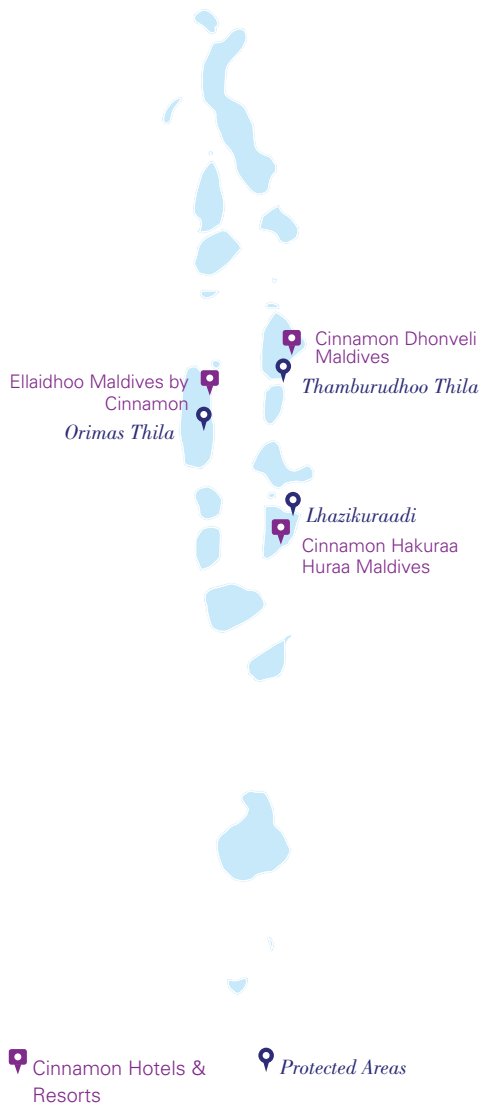 Cinnamon Dhonveli
Maldives
Thamburudhoo Thila
Ellaidhoo Maldives by
Cinnamon
Orimas Thila
Lhazikuraadi
Cinnamon Hakuraa
Huraa Maldives
Cinnamon Hotels &
Resorts
Protected Areas